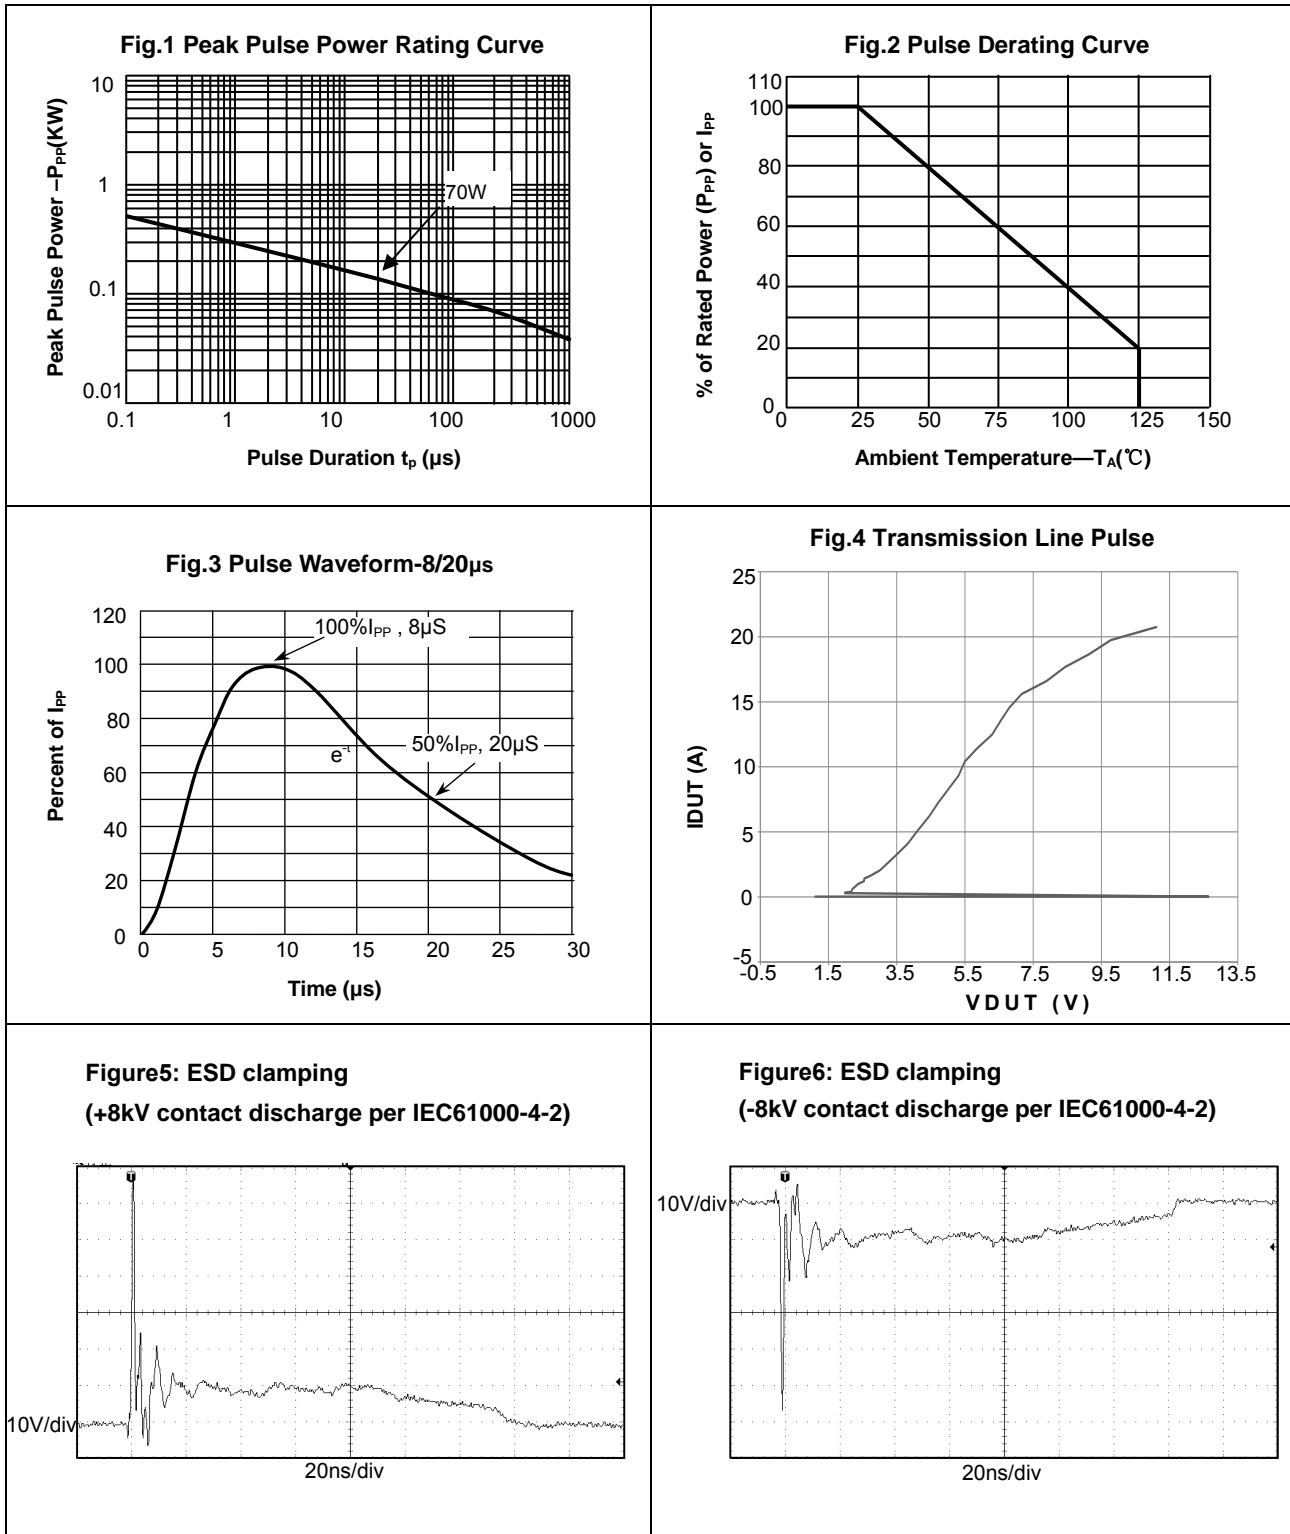 Fig.1 Peak Pulse Power Rating Curve
Peak Pulse Power –PPP(KW)
10
1
0.1
0.01
70W
0.1 1 10 100 1000
Pulse Duration tp (µs)
Fig.2 Pulse Derating Curve
% of Rated Power (PPP) or IPP
110
100
80
60
40
20
0
0 25 50 75 100 125 150
Ambient Temperature—TA(℃)
Fig.3 Pulse Waveform-8/20µs
Percent of IPP
120
100
80
60
40
20
0
100%IPP , 8µS
e-t
50%IPP, 20µS
0 5 10 15 20 25 30
Time (µs)
Fig.4 Transmission Line Pulse
IDUT (A)
25
20
15
10
5
0
-5
-0.5 1.5 3.5 5.5 7.5 9.5 11.5 13.5
VDUT (V)
Figure5: ESD clamping
(+8kV contact discharge per IEC61000-4-2)
T
10V/div
20ns/div
Figure6: ESD clamping
(-8kV contact discharge per IEC61000-4-2)
T
10V/div
20ns/div